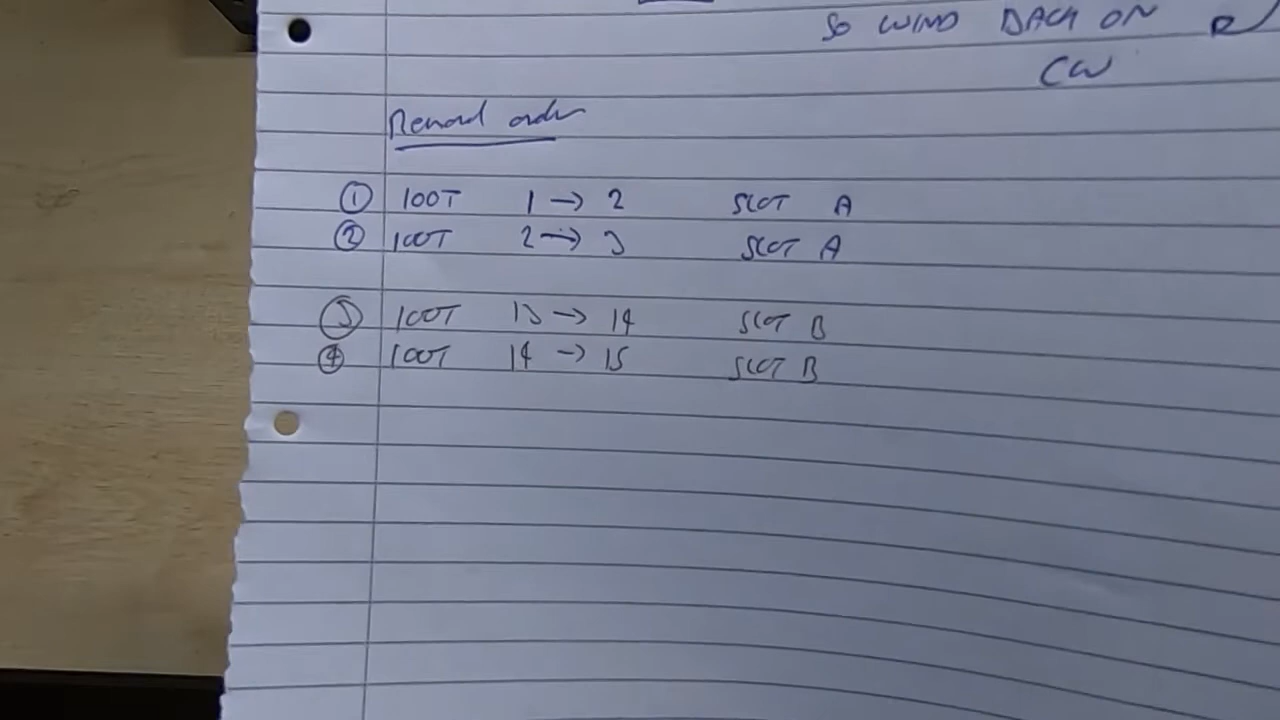 SO WIND BACK ON
CW
Rewind order
① 100T 1 → 2 SLOT A
② 100T 2 → 3 SLOT A
③ 100T 13 → 14 SLOT B
④ 100T 14 → 15 SLOT B